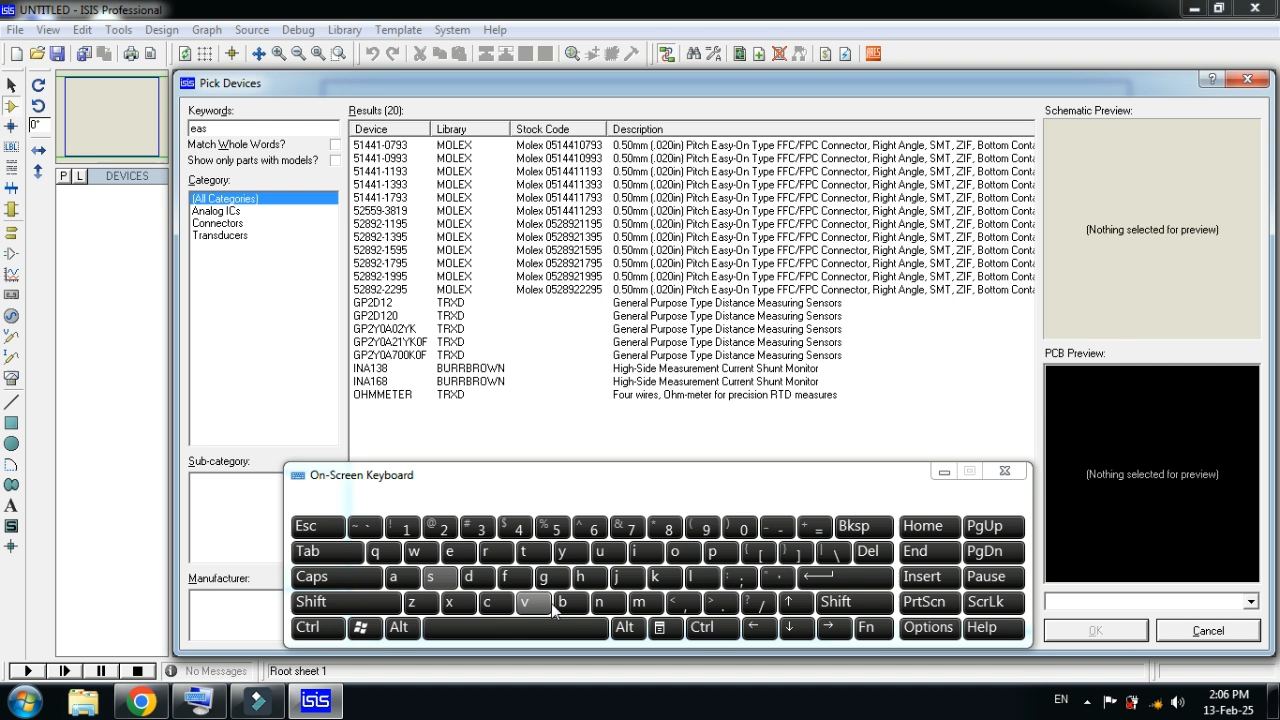 UNTITLED - ISIS Professional
File View Edit Tools Design Graph Source Debug Library Template System Help
Pick Devices
Keywords:
eas
Match Whole Words?
Show only parts with models?
Category:
(All Categories)
Analog ICs
Connectors
Transducers
Sub-category:
Manufacturer:
Results (20):
Device Library Stock Code Description
51441-0793 MOLEX Molex 0514410793 0.50mm (.020in) Pitch Easy-On Type FFC/FPC Connector, Right Angle, SMT, ZIF, Bottom Conta
51441-0993 MOLEX Molex 0514410993 0.50mm (.020in) Pitch Easy-On Type FFC/FPC Connector, Right Angle, SMT, ZIF, Bottom Conta
51441-1193 MOLEX Molex 0514411193 0.50mm (.020in) Pitch Easy-On Type FFC/FPC Connector, Right Angle, SMT, ZIF, Bottom Conta
51441-1393 MOLEX Molex 0514411393 0.50mm (.020in) Pitch Easy-On Type FFC/FPC Connector, Right Angle, SMT, ZIF, Bottom Conta
51441-1793 MOLEX Molex 0514411793 0.50mm (.020in) Pitch Easy-On Type FFC/FPC Connector, Right Angle, SMT, ZIF, Bottom Conta
52559-3819 MOLEX Molex 0514411293 0.50mm (.020in) Pitch Easy-On Type FFC/FPC Connector, Right Angle, SMT, ZIF, Bottom Conta
52892-1195 MOLEX Molex 0528921195 0.50mm (.020in) Pitch Easy-On Type FFC/FPC Connector, Right Angle, SMT, ZIF, Bottom Conta
52892-1395 MOLEX Molex 0528921395 0.50mm (.020in) Pitch Easy-On Type FFC/FPC Connector, Right Angle, SMT, ZIF, Bottom Conta
52892-1595 MOLEX Molex 0528921595 0.50mm (.020in) Pitch Easy-On Type FFC/FPC Connector, Right Angle, SMT, ZIF, Bottom Conta
52892-1795 MOLEX Molex 0528921795 0.50mm (.020in) Pitch Easy-On Type FFC/FPC Connector, Right Angle, SMT, ZIF, Bottom Conta
52892-1995 MOLEX Molex 0528921995 0.50mm (.020in) Pitch Easy-On Type FFC/FPC Connector, Right Angle, SMT, ZIF, Bottom Conta
52892-2295 MOLEX Molex 0528922295 0.50mm (.020in) Pitch Easy-On Type FFC/FPC Connector, Right Angle, SMT, ZIF, Bottom Conta
GP2D12 TRXD General Purpose Type Distance Measuring Sensors
GP2D120 TRXD General Purpose Type Distance Measuring Sensors
GP2Y0A02YK TRXD General Purpose Type Distance Measuring Sensors
GP2Y0A21YK0F TRXD General Purpose Type Distance Measuring Sensors
GP2Y0A700K0F TRXD General Purpose Type Distance Measuring Sensors
INA138 BURRBROWN High-Side Measurement Current Shunt Monitor
INA168 BURRBROWN High-Side Measurement Current Shunt Monitor
OHMMETER TRXD Four wires, Ohm-meter for precision RTD measures
Schematic Preview:
(Nothing selected for preview)
PCB Preview:
(Nothing selected for preview)
OK Cancel
0°
LBL
P L DEVICES
A
S
On-Screen Keyboard
Esc ~ ` ! 1 @ 2 # 3 $ 4 % 5 ^ 6 & 7 * 8 ( 9 ) 0 - - + = Bksp Home PgUp
Tab q w e r t y u i o p { [ } ] | \ Del End PgDn
Caps a s d f g h j k l : ; " ' Insert Pause
Shift z x c v b n m < , > . ? / ↑ Shift PrtScn ScrLk
Ctrl Alt Alt Ctrl ← ↓ → Fn Options Help
No Messages Root sheet 1
isis EN 2:06 PM
13-Feb-25